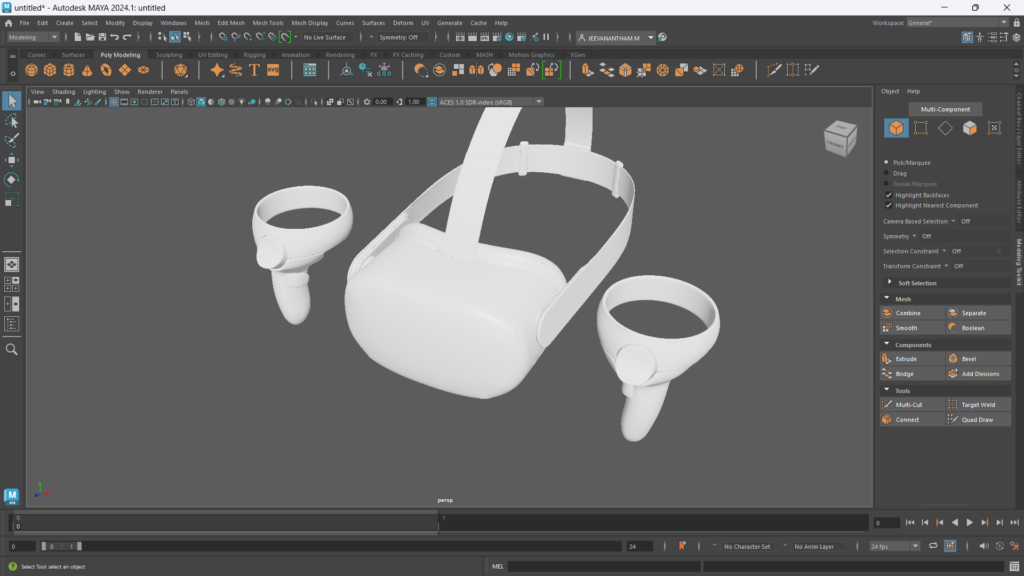 untitled* - Autodesk MAYA 2024.1: untitled
File Edit Create Select Modify Display Windows Mesh Edit Mesh Mesh Tools Mesh Display Curves Surfaces Deform UV Generate Cache Help
Workspace: General*
Modeling
No Live Surface
Symmetry: Off
JEEVANANTHAM M
Curves Surfaces Poly Modeling Sculpting UV Editing Rigging Animation Rendering FX FX Caching Custom MASH Motion Graphics XGen
View Shading Lighting Show Renderer Panels
0.00 1.00 ACES 1.0 SDR-video (sRGB)
Object Help
Multi-Component
Pick/Marquee
Drag
Tweak/Marquee
Highlight Backfaces
Highlight Nearest Component
Camera Based Selection Off
Symmetry Off
Selection Constraint Off
Transform Constraint Off
Soft Selection
Mesh
Combine Separate
Smooth Boolean
Components
Extrude Bevel
Bridge Add Divisions
Tools
Multi-Cut Target Weld
Connect Quad Draw
Channel Box / Layer Editor
Attribute Editor
Modeling Toolkit
persp
M
0 1
0
0
0 0 1 24
No Character Set
No Anim Layer
24 fps
Select Tool: select an object
MEL